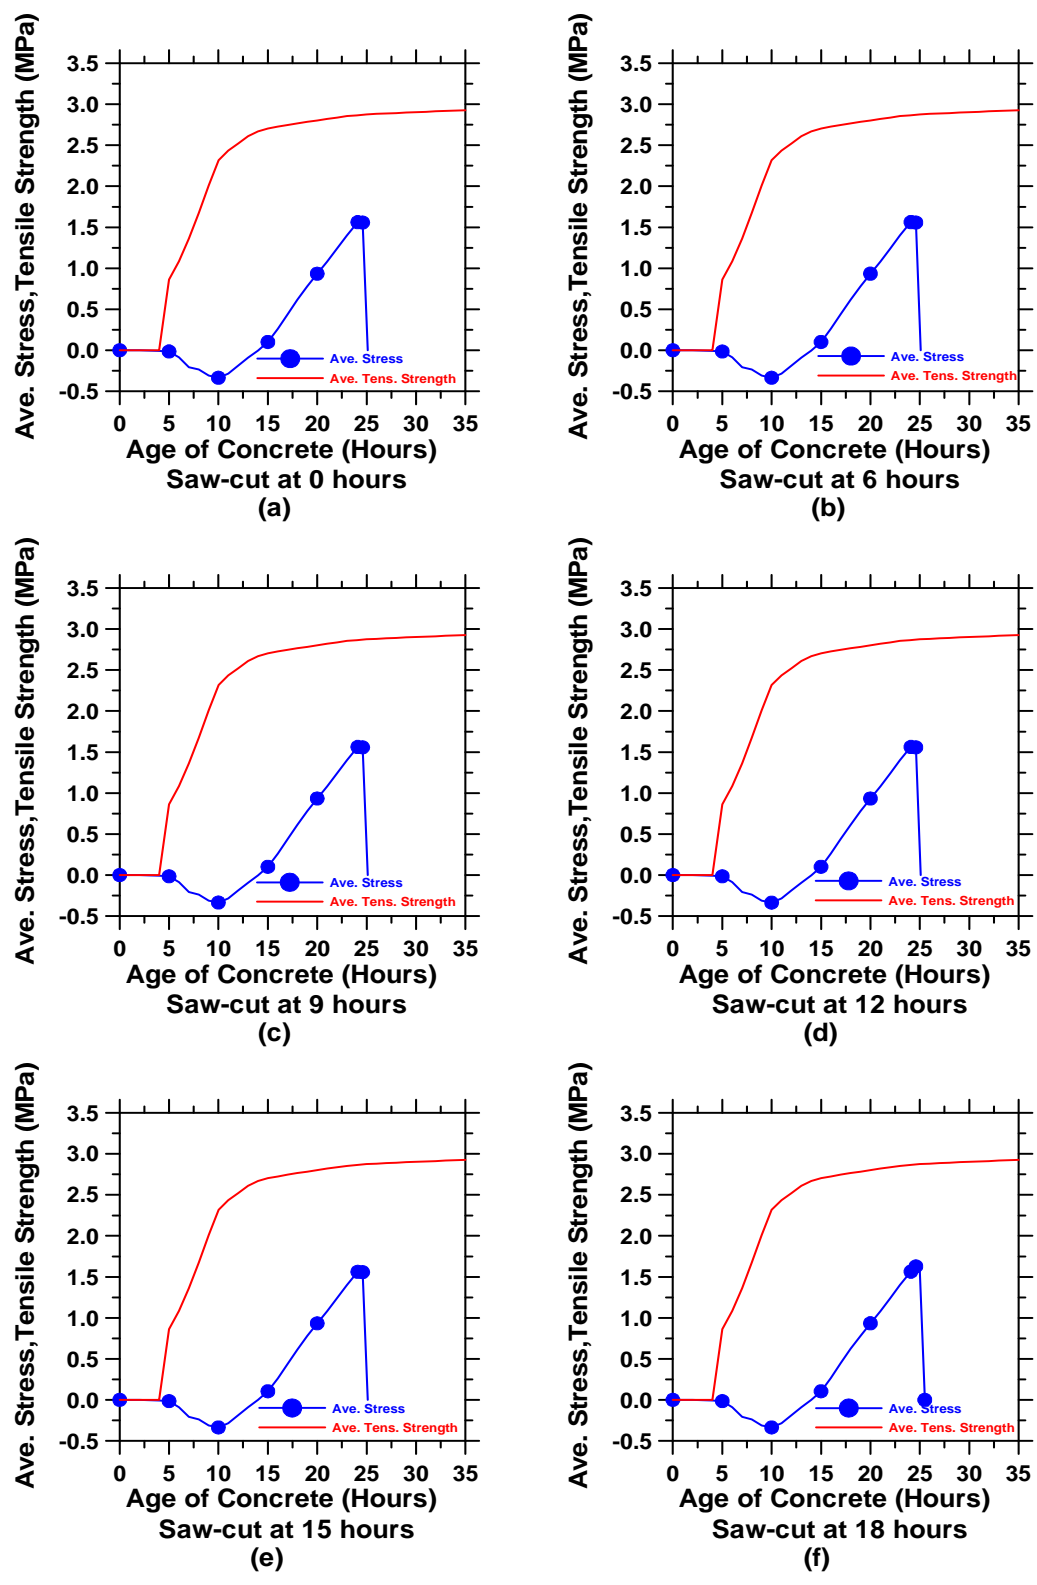 Ave. Stress,Tensile Strength (MPa)
3.5
3.0
2.5
2.0
1.5
1.0
0.5
0.0
-0.5
Ave. Stress
Ave. Tens. Strength
0 5 10 15 20 25 30 35
Age of Concrete (Hours)
Saw-cut at 0 hours
(a)
Ave. Stress,Tensile Strength (MPa)
3.5
3.0
2.5
2.0
1.5
1.0
0.5
0.0
-0.5
Ave. Stress
Ave. Tens. Strength
0 5 10 15 20 25 30 35
Age of Concrete (Hours)
Saw-cut at 6 hours
(b)
Ave. Stress,Tensile Strength (MPa)
3.5
3.0
2.5
2.0
1.5
1.0
0.5
0.0
-0.5
Ave. Stress
Ave. Tens. Strength
0 5 10 15 20 25 30 35
Age of Concrete (Hours)
Saw-cut at 9 hours
(c)
Ave. Stress,Tensile Strength (MPa)
3.5
3.0
2.5
2.0
1.5
1.0
0.5
0.0
-0.5
Ave. Stress
Ave. Tens. Strength
0 5 10 15 20 25 30 35
Age of Concrete (Hours)
Saw-cut at 12 hours
(d)
Ave. Stress,Tensile Strength (MPa)
3.5
3.0
2.5
2.0
1.5
1.0
0.5
0.0
-0.5
Ave. Stress
Ave. Tens. Strength
0 5 10 15 20 25 30 35
Age of Concrete (Hours)
Saw-cut at 15 hours
(e)
Ave. Stress,Tensile Strength (MPa)
3.5
3.0
2.5
2.0
1.5
1.0
0.5
0.0
-0.5
Ave. Stress
Ave. Tens. Strength
0 5 10 15 20 25 30 35
Age of Concrete (Hours)
Saw-cut at 18 hours
(f)